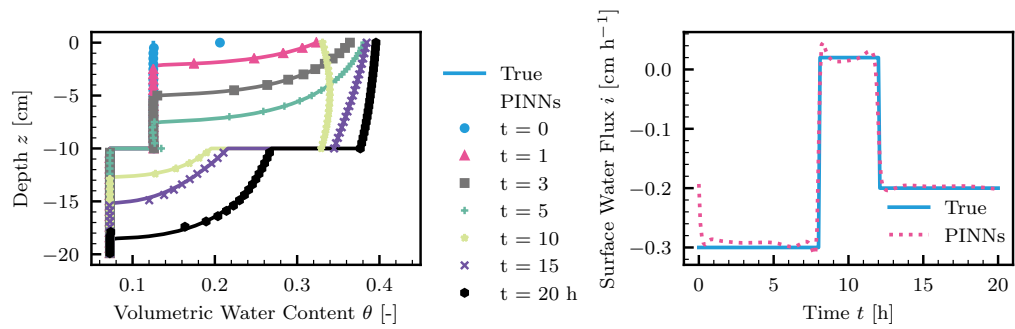 0
−5
−10
−15
−20
Depth z [cm]
0.1
0.2
0.3
0.4
Volumetric Water Content θ [-]
True
PINNs
t = 0
t = 1
t = 3
t = 5
t = 10
t = 15
t = 20 h
0.0
−0.1
−0.2
−0.3
Surface Water Flux i [cm h⁻¹]
True
PINNs
0
5
10
15
20
Time t [h]